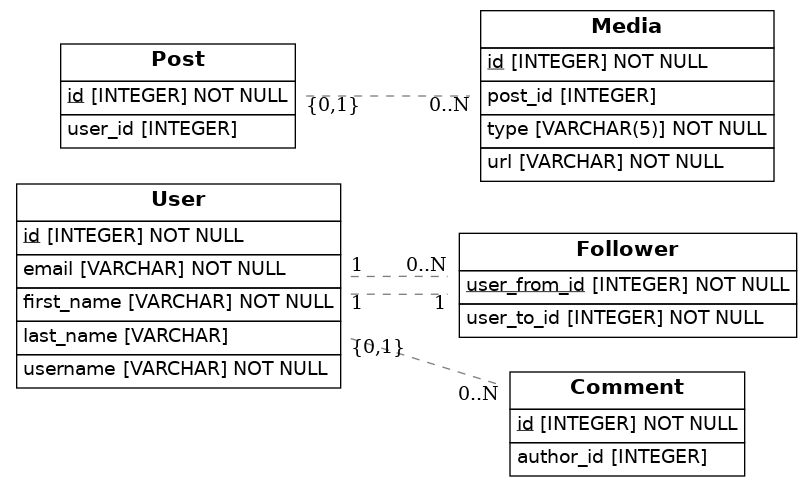 Post
id [INTEGER] NOT NULL
user_id [INTEGER]
{0,1}
0..N
Media
id [INTEGER] NOT NULL
post_id [INTEGER]
type [VARCHAR(5)] NOT NULL
url [VARCHAR] NOT NULL
User
id [INTEGER] NOT NULL
email [VARCHAR] NOT NULL
first_name [VARCHAR] NOT NULL
last_name [VARCHAR]
username [VARCHAR] NOT NULL
1
0..N
1
1
{0,1}
0..N
Follower
user_from_id [INTEGER] NOT NULL
user_to_id [INTEGER] NOT NULL
Comment
id [INTEGER] NOT NULL
author_id [INTEGER]